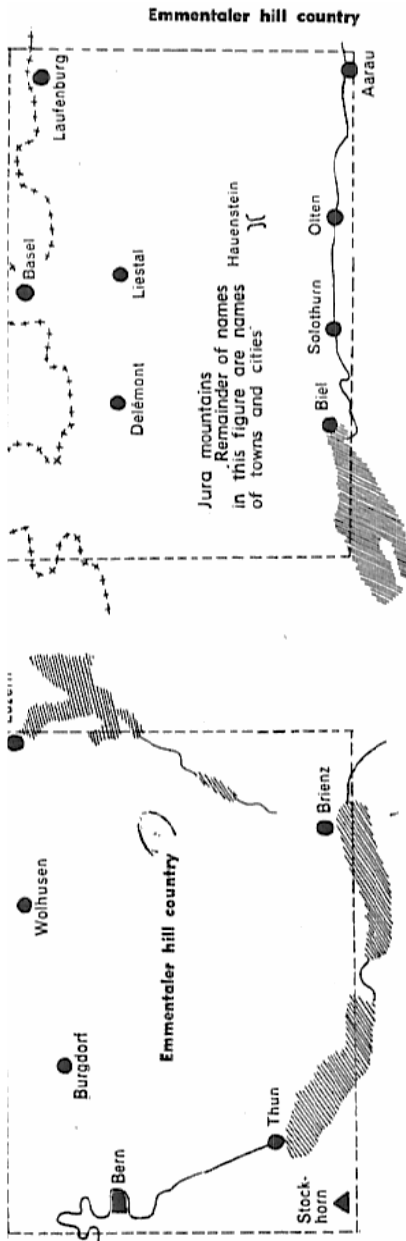 Emmentaler hill country
Laufenburg
Basel
Liestal
Delémont
Jura mountains
Remainder of names
in this figure are names
of towns and cities
Hauenstein
Aarau
Olten
Solothurn
Biel
Wolhusen
Burgdorf
Bern
Emmentaler hill country
Brienz
Thun
Stock-
horn